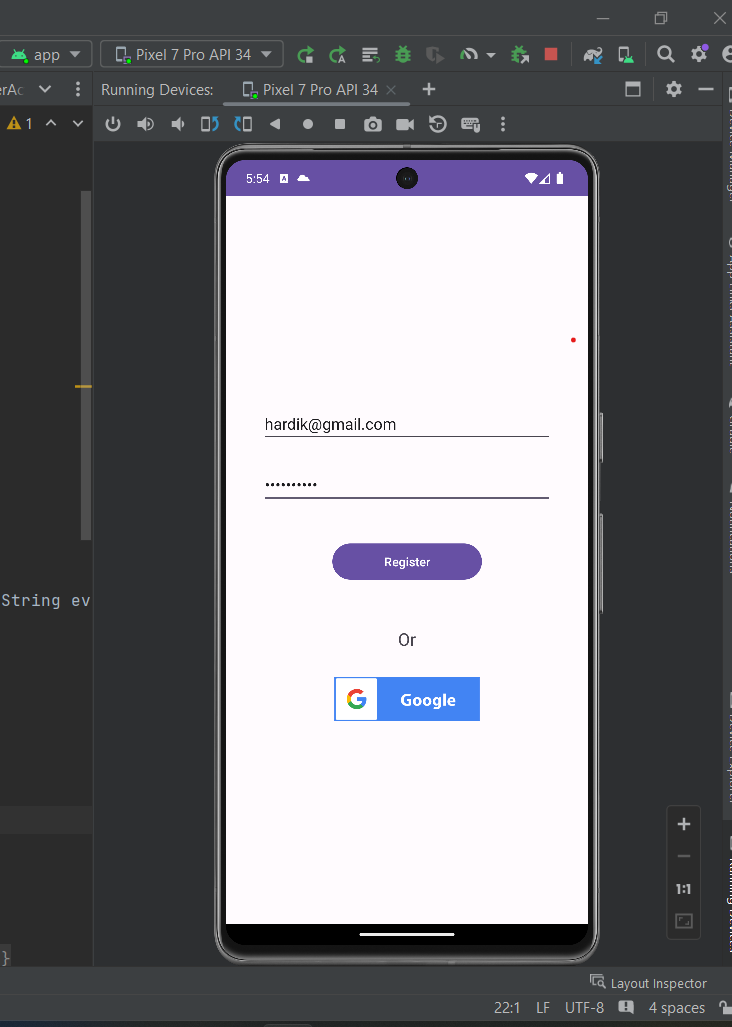 app
Pixel 7 Pro API 34
erAc
Running Devices:
Pixel 7 Pro API 34
1
5:54
A
hardik@gmail.com
••••••••••
Register
String ev
Or
G
Google
1:1
}
Layout Inspector
22:1
LF
UTF-8
4 spaces